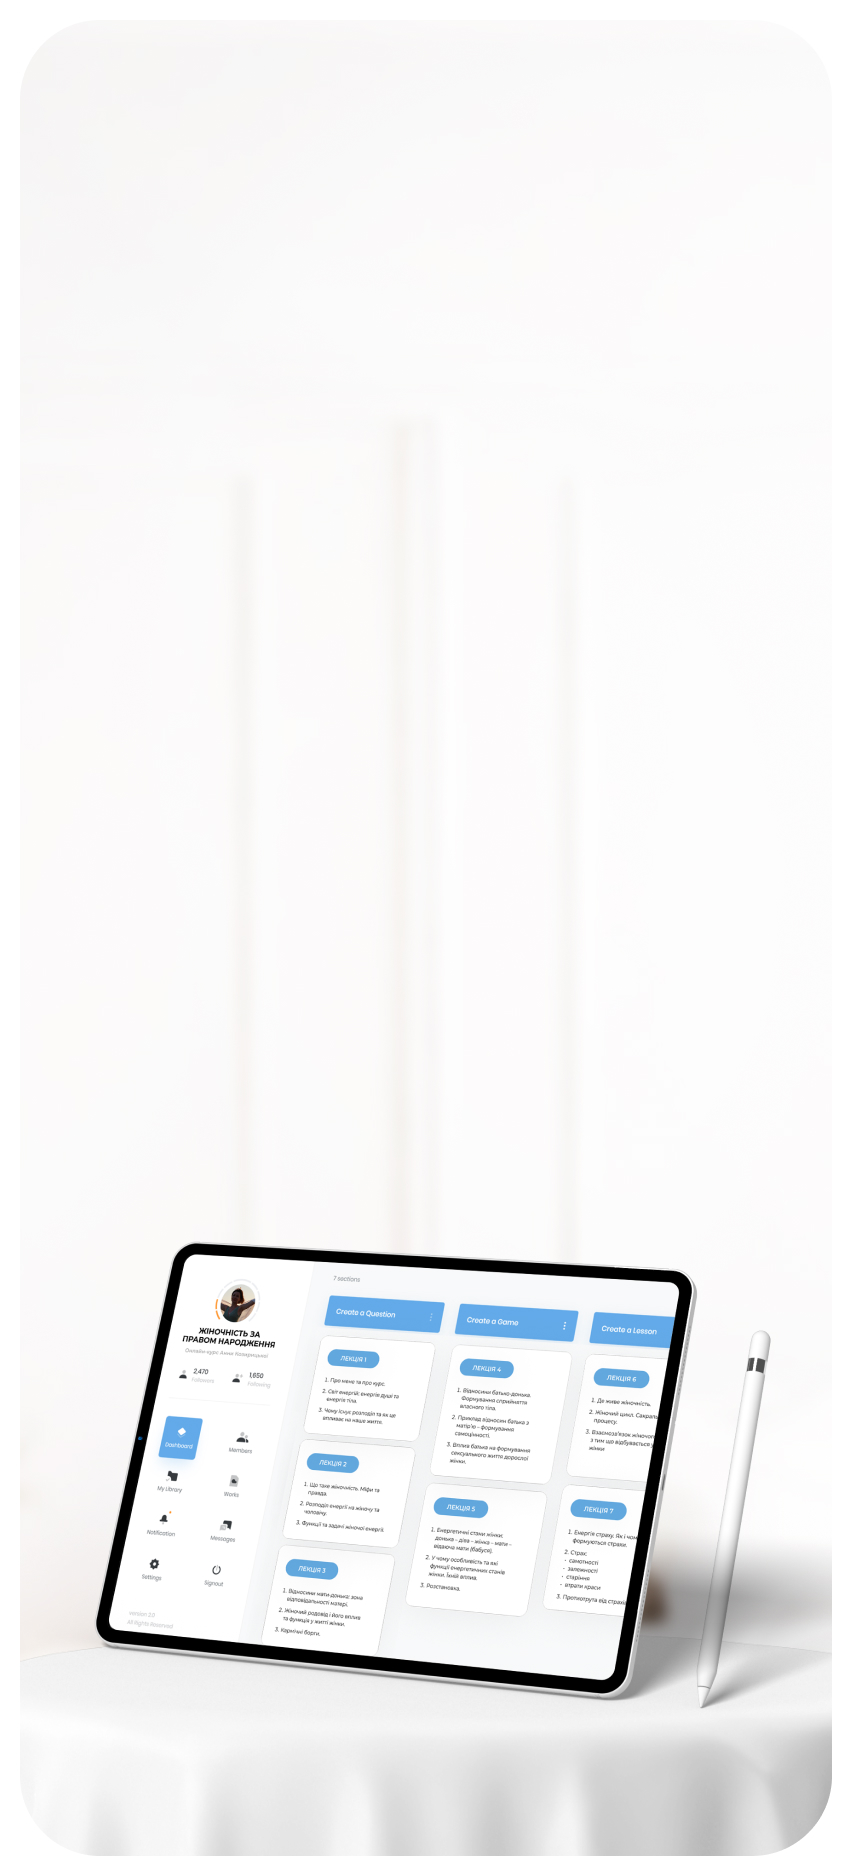 ЖІНОЧНІСТЬ ЗА
ПРАВОМ НАРОДЖЕННЯ
Онлайн-курс Анни Козерицької
2,470
Followers
1,650
Following
Dashboard
Members
My Library
Works
Notification
Messages
Settings
Signout
version 2.0
All Rights Reserved
7 sections
Create a Question
ЛЕКЦІЯ 1
1. Про мене та про курс.
2. Світ енергій: енергія душі та
енергія тіла.
3. Чому існує розподіл та як це
впливає на наше життя.
ЛЕКЦІЯ 2
1. Що таке жіночність. Міфи та
правда.
2. Розподіл енергії на жіночу та
чоловічу.
3. Функції та задачі жіночої енергії.
ЛЕКЦІЯ 3
1. Відносини мати-донька: зона
відповідальності матері.
2. Жіночий родовід і його вплив
та функція у житті жінки.
3. Кармічні борги.
Create a Game
ЛЕКЦІЯ 4
1. Відносини батько-донька.
Формування сприйняття
власного тіла.
2. Приклад відносин батька з
матір'ю – формування
самоцінності.
3. Вплив батька на формування
сексуального життя дорослої
жінки.
ЛЕКЦІЯ 5
1. Енергетичні стани жінки:
донька – діва – жінка – мати –
відаюча мати (бабуся).
2. У чому особливість та які
функції енергетичних станів
жінки. Їхній вплив.
3. Розстановка.
Create a Lesson
ЛЕКЦІЯ 6
1. Де живе жіночність.
2. Жіночий цикл. Сакраль
процесу.
3. Взаємозв'язок жіночог
з тим що відбувається у
жінки
ЛЕКЦІЯ 7
1. Енергія страху. Як і чом
формуються страхи.
2. Страх:
- самотності
- залежності
- старіння
- втрати краси
3. Протиотрута від страхі